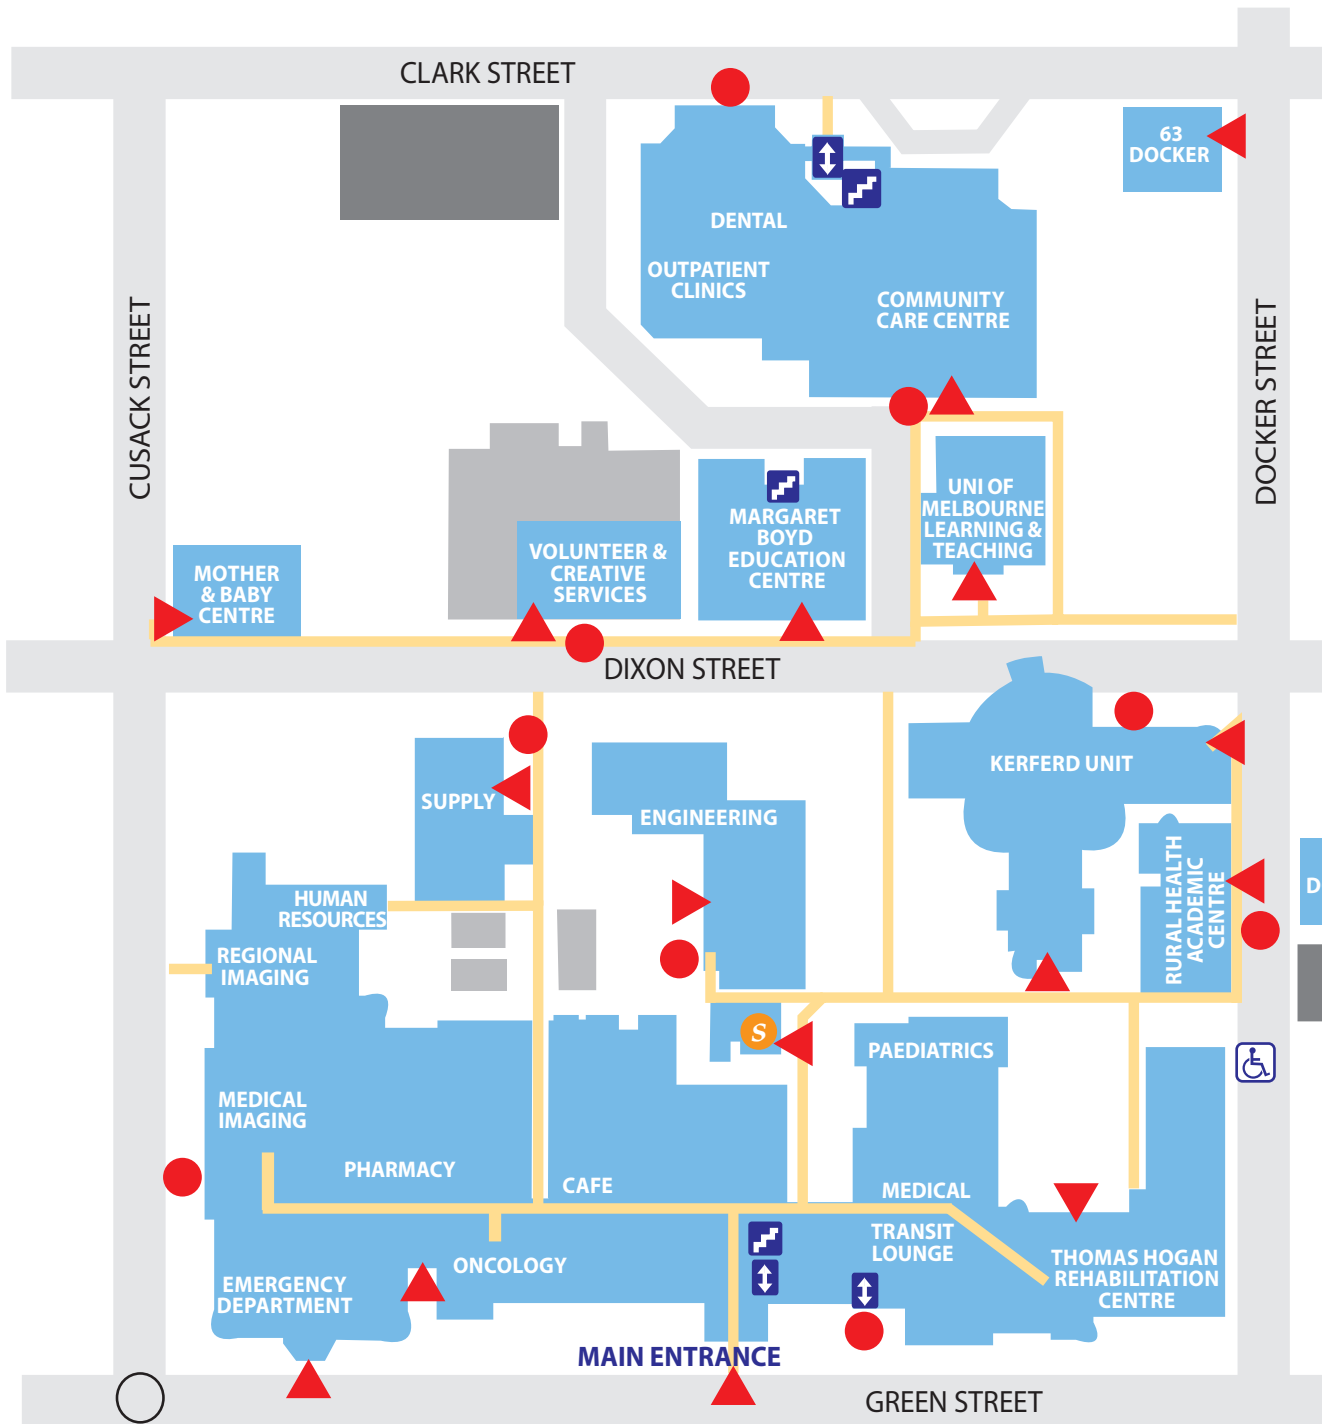 CLARK STREET
63
DOCKER
DENTAL
OUTPATIENT
CLINICS
COMMUNITY
CARE CENTRE
CUSACK STREET
DOCKER STREET
UNI OF
MELBOURNE
LEARNING &
TEACHING
MARGARET
BOYD
EDUCATION
CENTRE
VOLUNTEER &
CREATIVE
SERVICES
MOTHER
& BABY
CENTRE
DIXON STREET
KERFERD UNIT
SUPPLY
ENGINEERING
RURAL HEALTH
ACADEMIC
CENTRE
D
HUMAN
RESOURCES
REGIONAL
IMAGING
S
PAEDIATRICS
MEDICAL
IMAGING
PHARMACY
CAFE
MEDICAL
TRANSIT
LOUNGE
ONCOLOGY
THOMAS HOGAN
REHABILITATION
CENTRE
EMERGENCY
DEPARTMENT
MAIN ENTRANCE
GREEN STREET